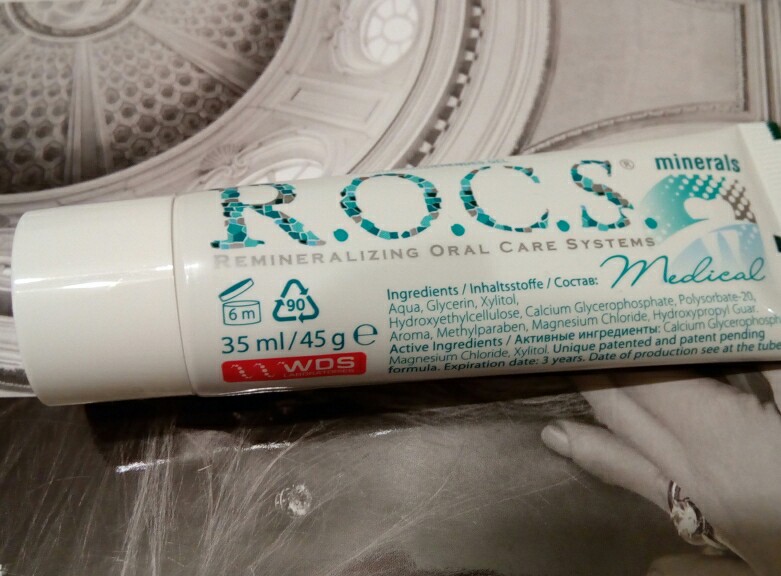 R.O.C.S.®
minerals
REMINERALIZING ORAL CARE SYSTEMS
Medical
6 m
90
35 ml/45 g e
WDS
Ingredients / Inhaltsstoffe / Состав:
Aqua, Glycerin, Xylitol,
Hydroxyethylcellulose, Calcium Glycerophosphate, Polysorbate-20,
Aroma, Methylparaben, Magnesium Chloride, Hydroxypropyl Guar.
Active Ingredients / Активные ингредиенты: Calcium Glycerophosph
Magnesium Chloride, Xylitol. Unique patented and patent pending
formula. Expiration date: 3 years. Date of production see at the tube